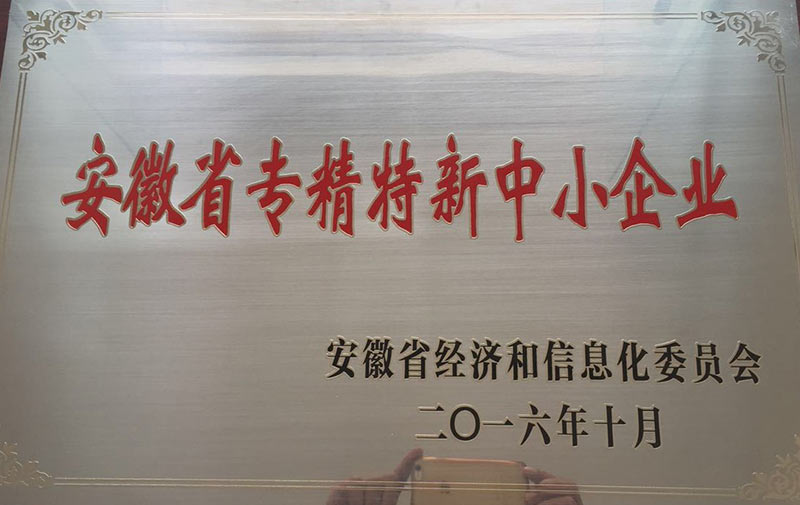 安徽省专精特新中小企业
安徽省经济和信息化委员会
二〇一六年十月